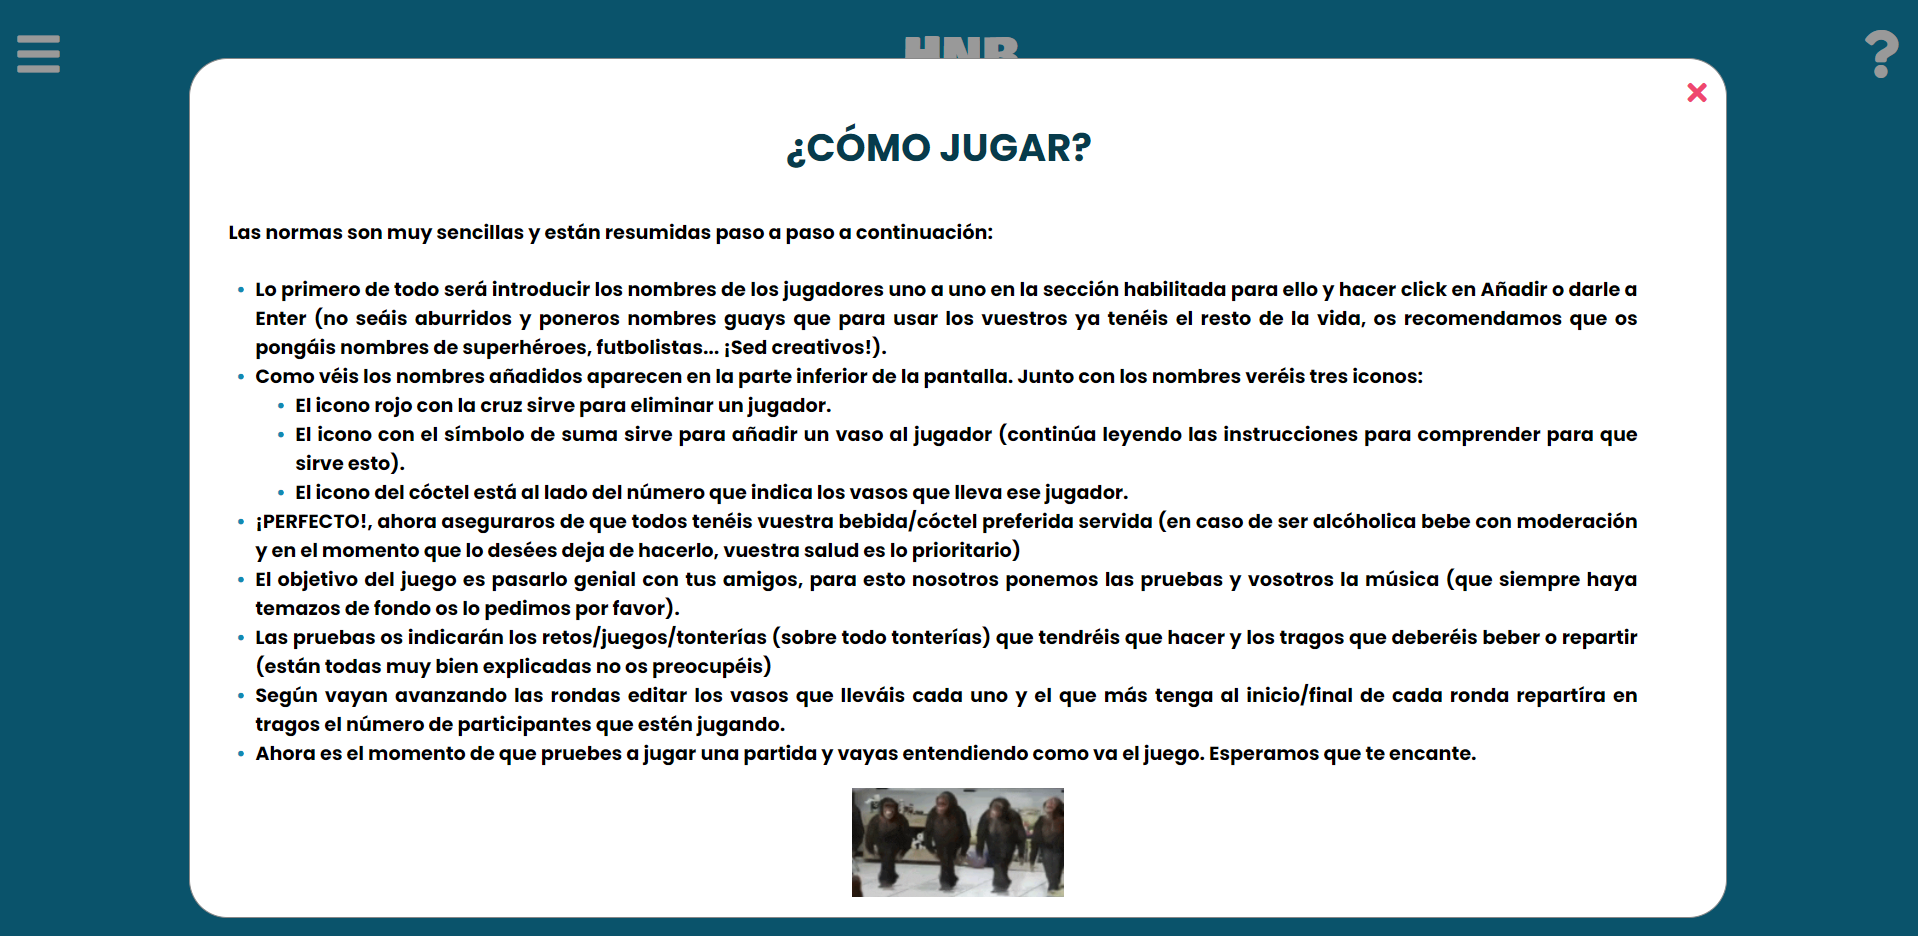 HNB
¿CÓMO JUGAR?
Las normas son muy sencillas y están resumidas paso a paso a continuación:
• Lo primero de todo será introducir los nombres de los jugadores uno a uno en la sección habilitada para ello y hacer click en Añadir o darle a
Enter (no seáis aburridos y poneros nombres guays que para usar los vuestros ya tenéis el resto de la vida, os recomendamos que os
pongáis nombres de superhéroes, futbolistas... ¡Sed creativos!).
• Como véis los nombres añadidos aparecen en la parte inferior de la pantalla. Junto con los nombres veréis tres iconos:
• El icono rojo con la cruz sirve para eliminar un jugador.
• El icono con el símbolo de suma sirve para añadir un vaso al jugador (continúa leyendo las instrucciones para comprender para que
sirve esto).
• El icono del cóctel está al lado del número que indica los vasos que lleva ese jugador.
• ¡PERFECTO!, ahora aseguraros de que todos tenéis vuestra bebida/cóctel preferida servida (en caso de ser alcóholica bebe con moderación
y en el momento que lo desées deja de hacerlo, vuestra salud es lo prioritario)
• El objetivo del juego es pasarlo genial con tus amigos, para esto nosotros ponemos las pruebas y vosotros la música (que siempre haya
temazos de fondo os lo pedimos por favor).
• Las pruebas os indicarán los retos/juegos/tonterías (sobre todo tonterías) que tendréis que hacer y los tragos que deberéis beber o repartir
(están todas muy bien explicadas no os preocupéis)
• Según vayan avanzando las rondas editar los vasos que lleváis cada uno y el que más tenga al inicio/final de cada ronda repartíra en
tragos el número de participantes que estén jugando.
• Ahora es el momento de que pruebes a jugar una partida y vayas entendiendo como va el juego. Esperamos que te encante.